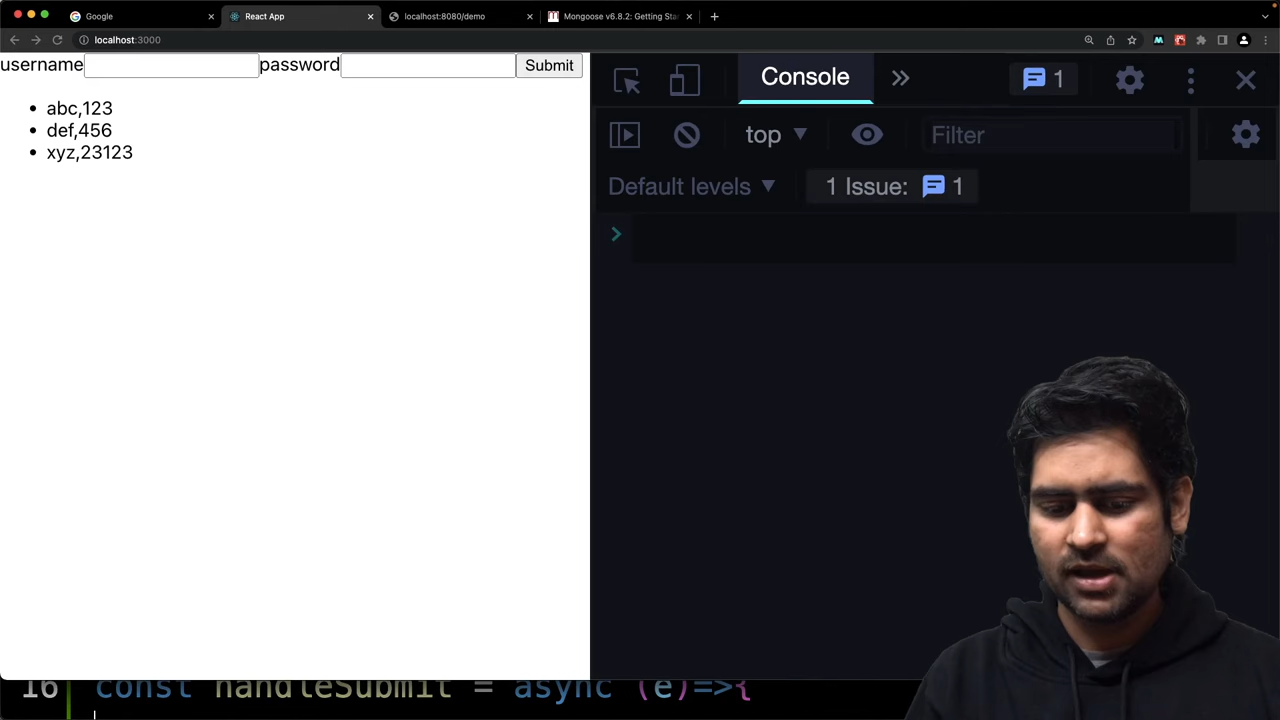 Google
React App
localhost:8080/demo
Mongoose v6.8.2: Getting Star
localhost:3000
username
password
Submit
abc,123
def,456
xyz,23123
Console
1
top
Filter
Default levels
1 Issue:
1
16
const handleSubmit = async (e)=>{